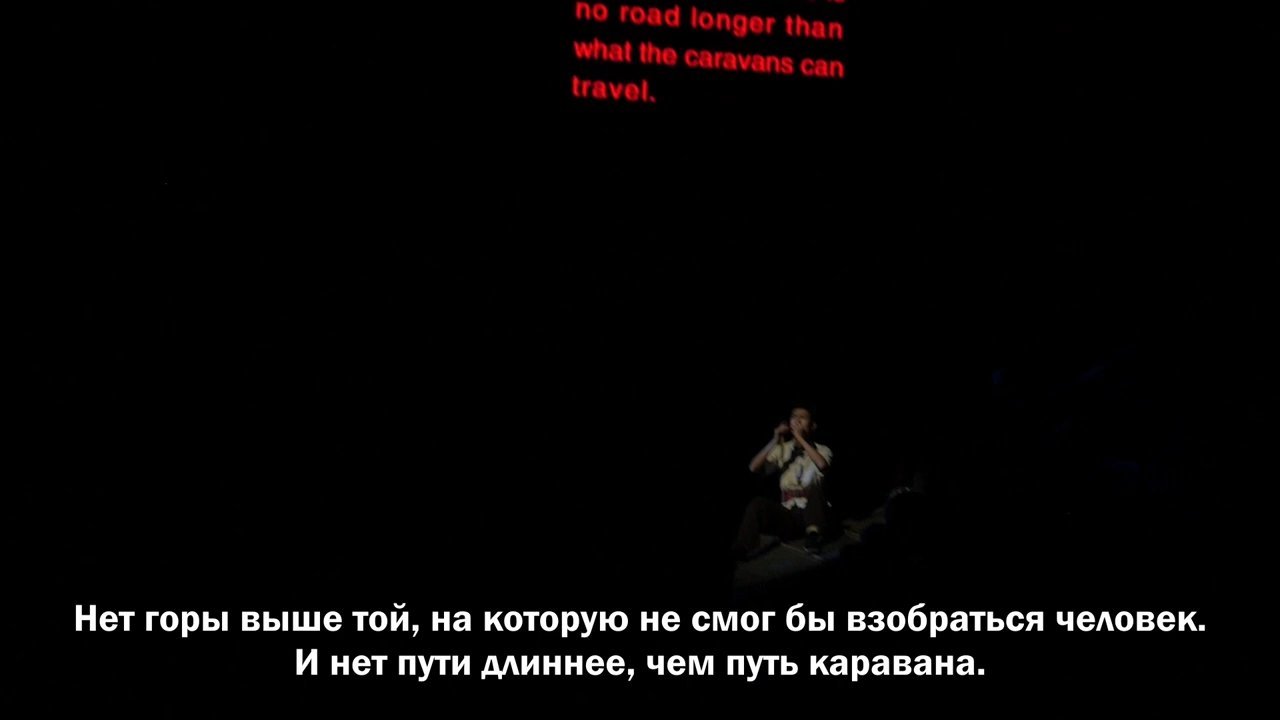 no road longer than
what the caravans can
travel.
Нет горы выше той, на которую не смог бы взобраться человек.
И нет пути длиннее, чем путь каравана.